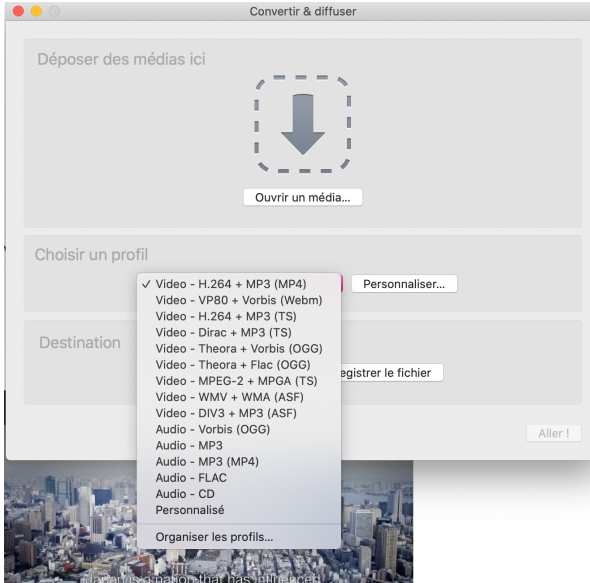 Convertir & diffuser
Déposer des médias ici
Ouvrir un média...
Choisir un profil
✓ Video - H.264 + MP3 (MP4)
Personnaliser...
Video - VP80 + Vorbis (Webm)
Video - H.264 + MP3 (TS)
Video - Dirac + MP3 (TS)
Video - Theora + Vorbis (OGG)
Video - Theora + Flac (OGG)
Video - MPEG-2 + MPGA (TS)
Video - WMV + WMA (ASF)
Video - DIV3 + MP3 (ASF)
Audio - Vorbis (OGG)
Audio - MP3
Audio - MP3 (MP4)
Audio - FLAC
Audio - CD
Personnalisé
Organiser les profils...
Destination
egistrer le fichier
Aller !
Japan is a nation that has influenced